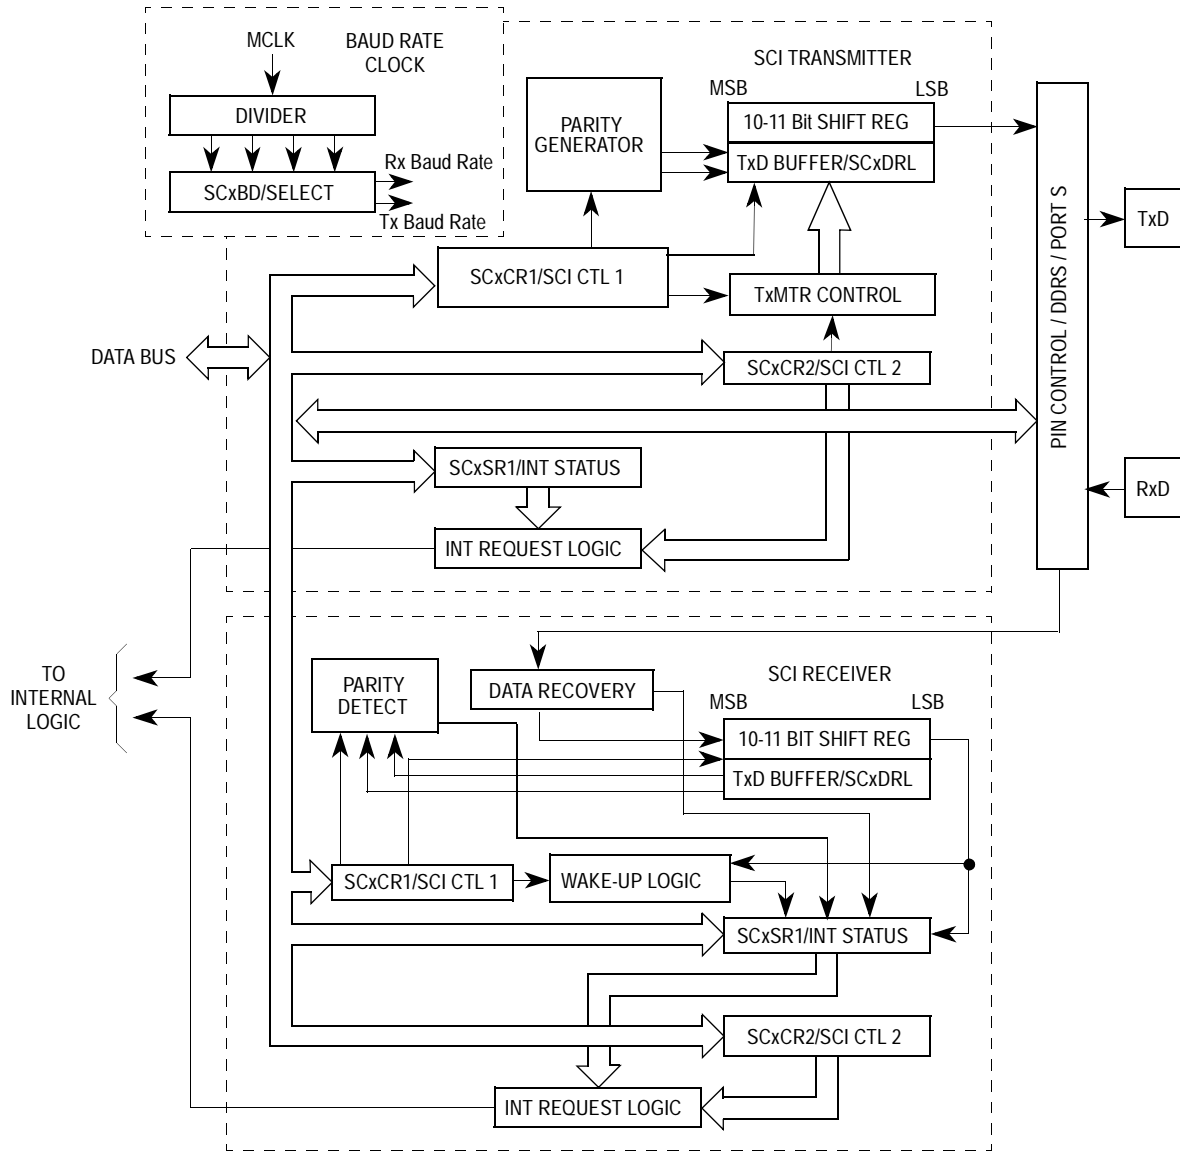 MCLK
BAUD RATE
CLOCK
DIVIDER
Rx Baud Rate
SCxBD/SELECT
Tx Baud Rate
SCI TRANSMITTER
MSB
LSB
PARITY
GENERATOR
10-11 Bit SHIFT REG
TxD BUFFER/SCxDRL
SCxCR1/SCI CTL 1
TxMTR CONTROL
DATA BUS
SCxCR2/SCI CTL 2
SCxSR1/INT STATUS
INT REQUEST LOGIC
PIN CONTROL / DDRS / PORT S
TxD
RxD
TO
INTERNAL
LOGIC
SCI RECEIVER
PARITY
DETECT
DATA RECOVERY
MSB
LSB
10-11 BIT SHIFT REG
TxD BUFFER/SCxDRL
SCxCR1/SCI CTL 1
WAKE-UP LOGIC
SCxSR1/INT STATUS
SCxCR2/SCI CTL 2
INT REQUEST LOGIC